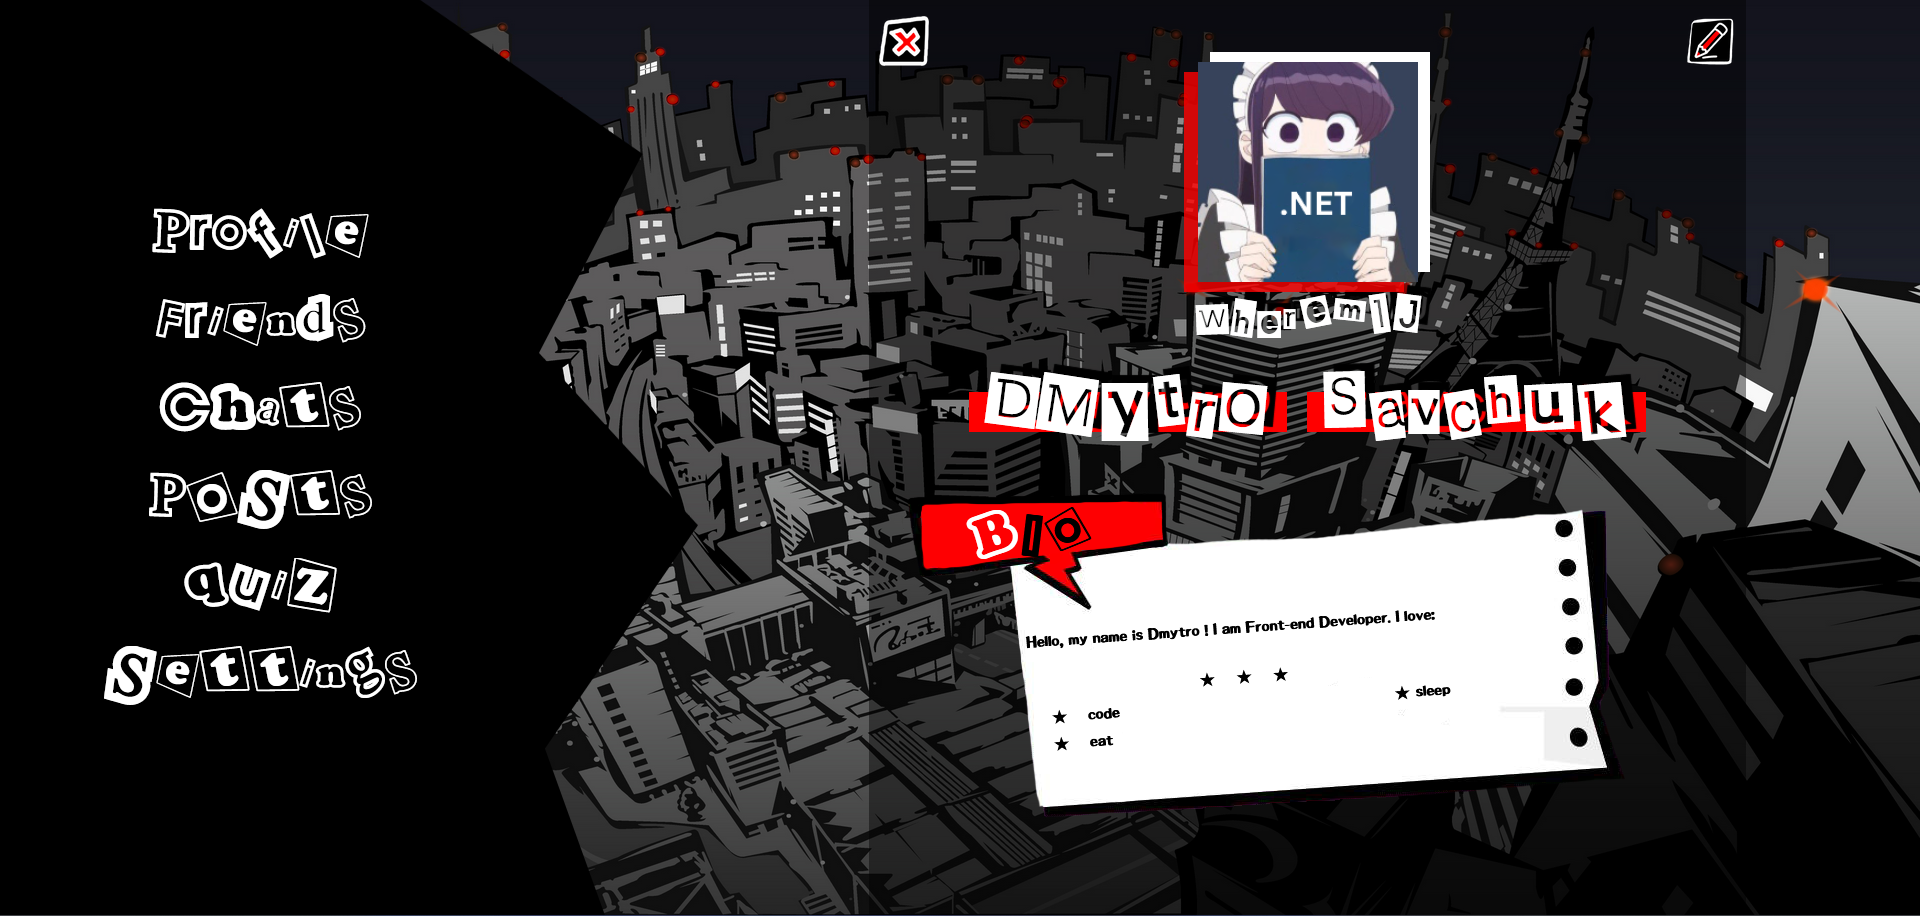 Profile
Friends
Chats
Posts
quiz
Settings
.NET
WheremIJ
DMytrO Savchuk
BIO
Hello, my name is Dmytro ! I am Front-end Developer. I love:
★ ★ ★
★ code
★ eat
★ sleep